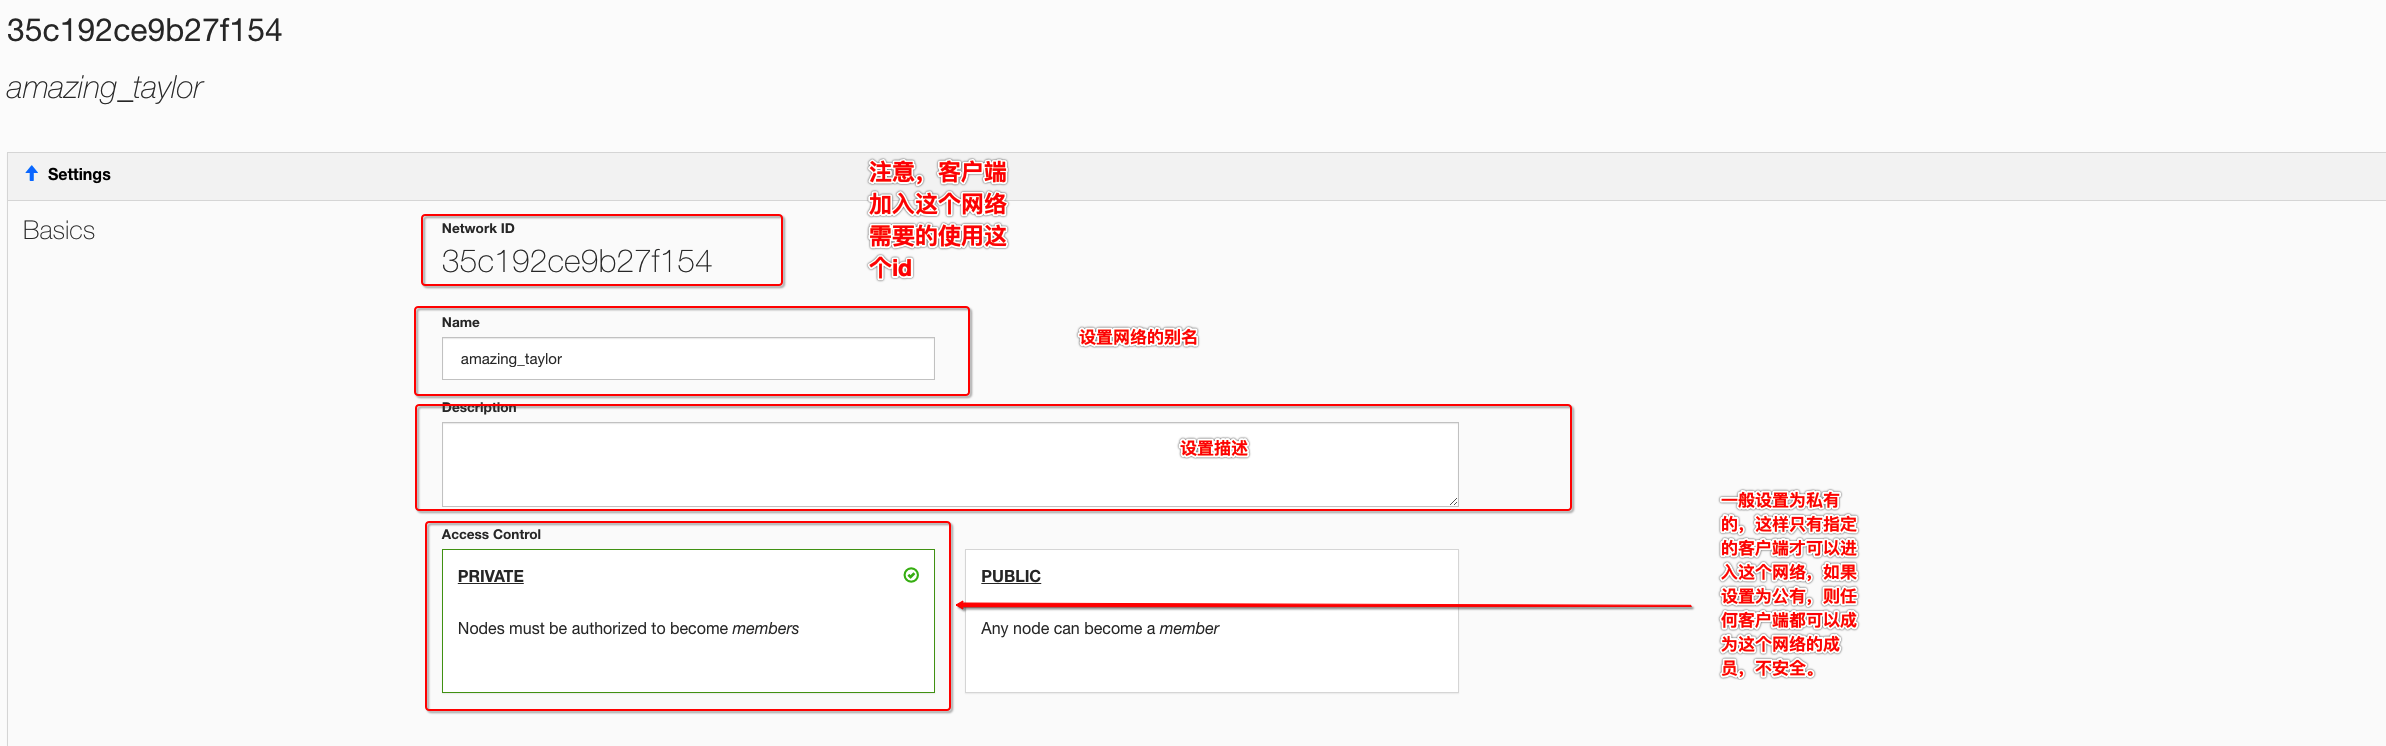 35c192ce9b27f154
amazing_taylor
Settings
Basics
Network ID
35c192ce9b27f154
注意，客户端
加入这个网络
需要的使用这
个id
Name
amazing_taylor
设置网络的别名
Description
设置描述
Access Control
PRIVATE
Nodes must be authorized to become members
PUBLIC
Any node can become a member
一般设置为私有
的，这样只有指定
的客户端才可以进
入这个网络，如果
设置为公有，则任
何客户端都可以成
为这个网络的成
员，不安全。